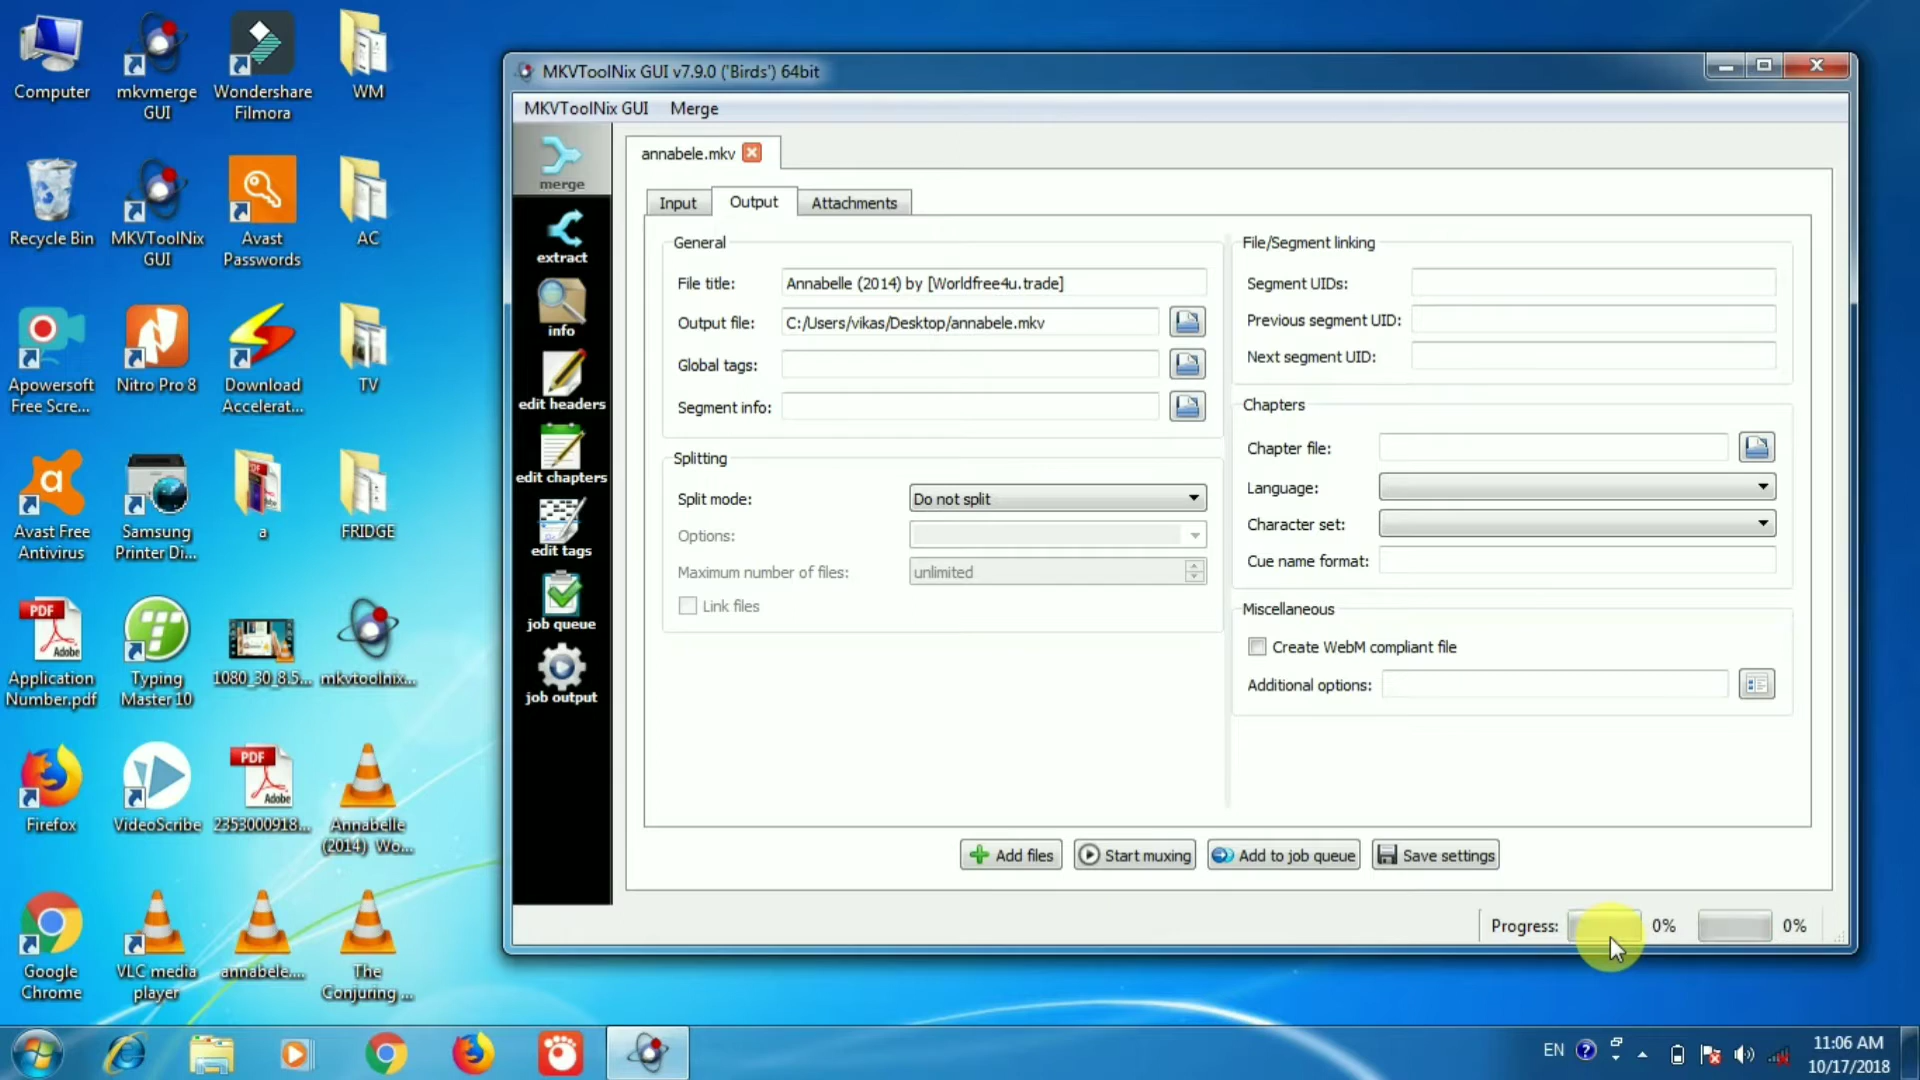 Computer
mkvmerge
GUI
Wondershare
Filmora
WM
Recycle Bin
MKVToolNix
GUI
Avast
Passwords
AC
Apowersoft
Free Scre...
Nitro Pro 8
Download
Accelerat...
TV
Avast Free
Antivirus
Samsung
Printer Di...
a
FRIDGE
PDF
Adobe
Application
Number.pdf
Typing
Master 10
1080_30_8.5...
mkvtoolnix...
Firefox
VideoScribe
PDF
Adobe
2353000918...
Annabelle
(2014) Wo...
Google
Chrome
VLC media
player
annabele....
The
Conjuring ...
MKVToolNix GUI v7.9.0 ('Birds') 64bit
MKVToolNix GUI Merge
merge
extract
info
edit headers
edit chapters
edit tags
job queue
job output
annabele.mkv
Input Output Attachments
General
File title: Annabelle (2014) by [Worldfree4u.trade]
Output file: C:/Users/vikas/Desktop/annabele.mkv
Global tags:
Segment info:
Splitting
Split mode: Do not split
Options:
Maximum number of files: unlimited
Link files
File/Segment linking
Segment UIDs:
Previous segment UID:
Next segment UID:
Chapters
Chapter file:
Language:
Character set:
Cue name format:
Miscellaneous
Create WebM compliant file
Additional options:
Add files Start muxing Add to job queue Save settings
Progress: 0% 0%
EN
11:06 AM
10/17/2018